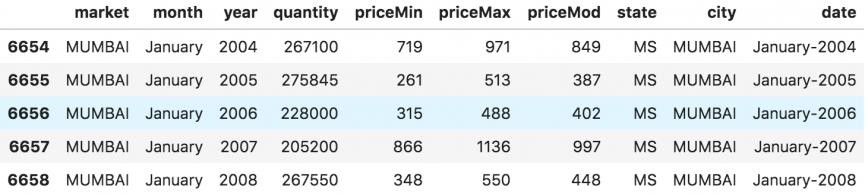 market month year quantity priceMin priceMax priceMod state city date
6654 MUMBAI January 2004 267100 719 971 849 MS MUMBAI January-2004
6655 MUMBAI January 2005 275845 261 513 387 MS MUMBAI January-2005
6656 MUMBAI January 2006 228000 315 488 402 MS MUMBAI January-2006
6657 MUMBAI January 2007 205200 866 1136 997 MS MUMBAI January-2007
6658 MUMBAI January 2008 267550 348 550 448 MS MUMBAI January-2008